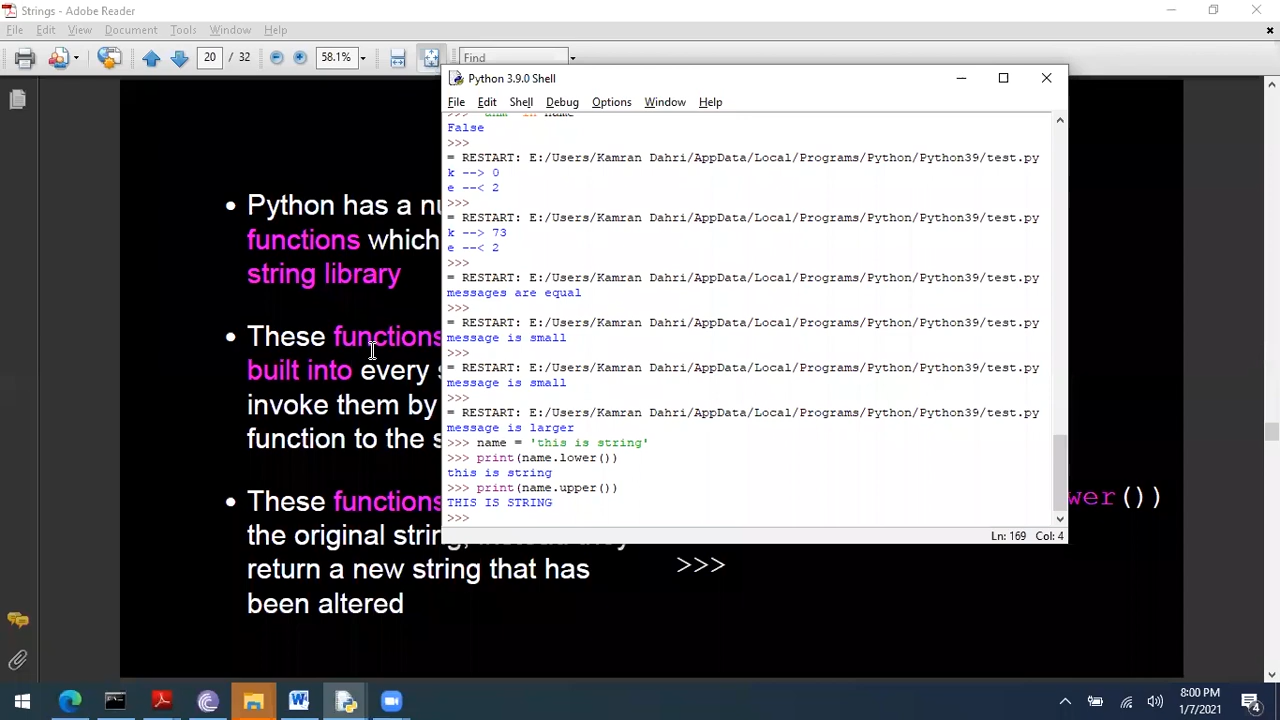 Strings - Adobe Reader
File Edit View Document Tools Window Help
20 / 32 58.1% Find
Python 3.9.0 Shell
File Edit Shell Debug Options Window Help
in name
False
>>>
= RESTART: E:/Users/Kamran Dahri/AppData/Local/Programs/Python/Python39/test.py
k --> 0
e --< 2
>>>
= RESTART: E:/Users/Kamran Dahri/AppData/Local/Programs/Python/Python39/test.py
k --> 73
e --< 2
>>>
= RESTART: E:/Users/Kamran Dahri/AppData/Local/Programs/Python/Python39/test.py
messages are equal
>>>
= RESTART: E:/Users/Kamran Dahri/AppData/Local/Programs/Python/Python39/test.py
message is small
>>>
= RESTART: E:/Users/Kamran Dahri/AppData/Local/Programs/Python/Python39/test.py
message is small
>>>
= RESTART: E:/Users/Kamran Dahri/AppData/Local/Programs/Python/Python39/test.py
message is larger
>>> name = 'this is string'
>>> print(name.lower())
this is string
>>> print(name.upper())
THIS IS STRING
>>>
Ln: 169 Col: 4
• Python has a nu
functions which
string library
• These functions
built into every s
invoke them by
function to the s
• These functions
the original string,
return a new string that has
been altered
wer())
>>>
8:00 PM
1/7/2021
4